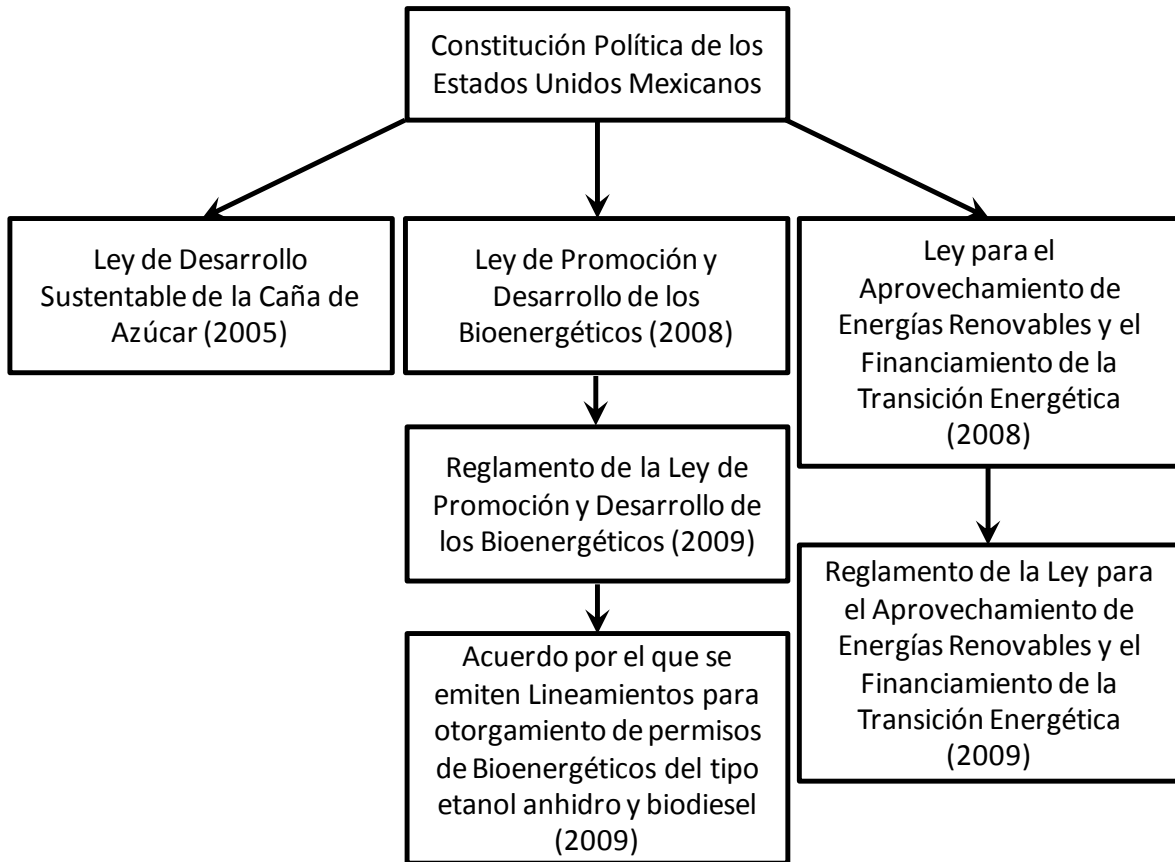 Constitución Política de los
Estados Unidos Mexicanos
Ley de Desarrollo
Sustentable de la Caña de
Azúcar (2005)
Ley de Promoción y
Desarrollo de los
Bioenergéticos (2008)
Ley para el
Aprovechamiento de
Energías Renovables y el
Financiamiento de la
Transición Energética
(2008)
Reglamento de la Ley de
Promoción y Desarrollo de
los Bioenergéticos (2009)
Reglamento de la Ley para
el Aprovechamiento de
Energías Renovables y el
Financiamiento de la
Transición Energética
(2009)
Acuerdo por el que se
emiten Lineamientos para
otorgamiento de permisos
de Bioenergéticos del tipo
etanol anhidro y biodiesel
(2009)